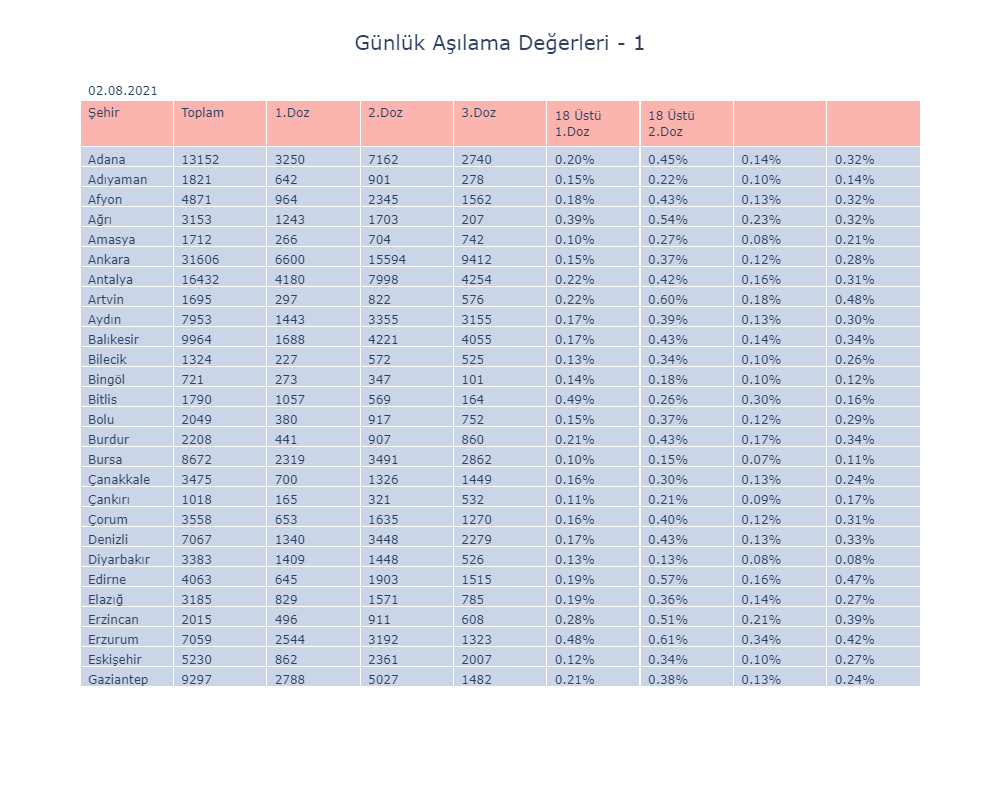 Günlük Aşılama Değerleri - 1
02.08.2021
Şehir Toplam 1.Doz 2.Doz 3.Doz 18 Üstü 1.Doz 18 Üstü 2.Doz
Adana 13152 3250 7162 2740 0.20% 0.45% 0.14% 0.32%
Adıyaman 1821 642 901 278 0.15% 0.22% 0.10% 0.14%
Afyon 4871 964 2345 1562 0.18% 0.43% 0.13% 0.32%
Ağrı 3153 1243 1703 207 0.39% 0.54% 0.23% 0.32%
Amasya 1712 266 704 742 0.10% 0.27% 0.08% 0.21%
Ankara 31606 6600 15594 9412 0.15% 0.37% 0.12% 0.28%
Antalya 16432 4180 7998 4254 0.22% 0.42% 0.16% 0.31%
Artvin 1695 297 822 576 0.22% 0.60% 0.18% 0.48%
Aydın 7953 1443 3355 3155 0.17% 0.39% 0.13% 0.30%
Balıkesir 9964 1688 4221 4055 0.17% 0.43% 0.14% 0.34%
Bilecik 1324 227 572 525 0.13% 0.34% 0.10% 0.26%
Bingöl 721 273 347 101 0.14% 0.18% 0.10% 0.12%
Bitlis 1790 1057 569 164 0.49% 0.26% 0.30% 0.16%
Bolu 2049 380 917 752 0.15% 0.37% 0.12% 0.29%
Burdur 2208 441 907 860 0.21% 0.43% 0.17% 0.34%
Bursa 8672 2319 3491 2862 0.10% 0.15% 0.07% 0.11%
Çanakkale 3475 700 1326 1449 0.16% 0.30% 0.13% 0.24%
Çankırı 1018 165 321 532 0.11% 0.21% 0.09% 0.17%
Çorum 3558 653 1635 1270 0.16% 0.40% 0.12% 0.31%
Denizli 7067 1340 3448 2279 0.17% 0.43% 0.13% 0.33%
Diyarbakır 3383 1409 1448 526 0.13% 0.13% 0.08% 0.08%
Edirne 4063 645 1903 1515 0.19% 0.57% 0.16% 0.47%
Elazığ 3185 829 1571 785 0.19% 0.36% 0.14% 0.27%
Erzincan 2015 496 911 608 0.28% 0.51% 0.21% 0.39%
Erzurum 7059 2544 3192 1323 0.48% 0.61% 0.34% 0.42%
Eskişehir 5230 862 2361 2007 0.12% 0.34% 0.10% 0.27%
Gaziantep 9297 2788 5027 1482 0.21% 0.38% 0.13% 0.24%